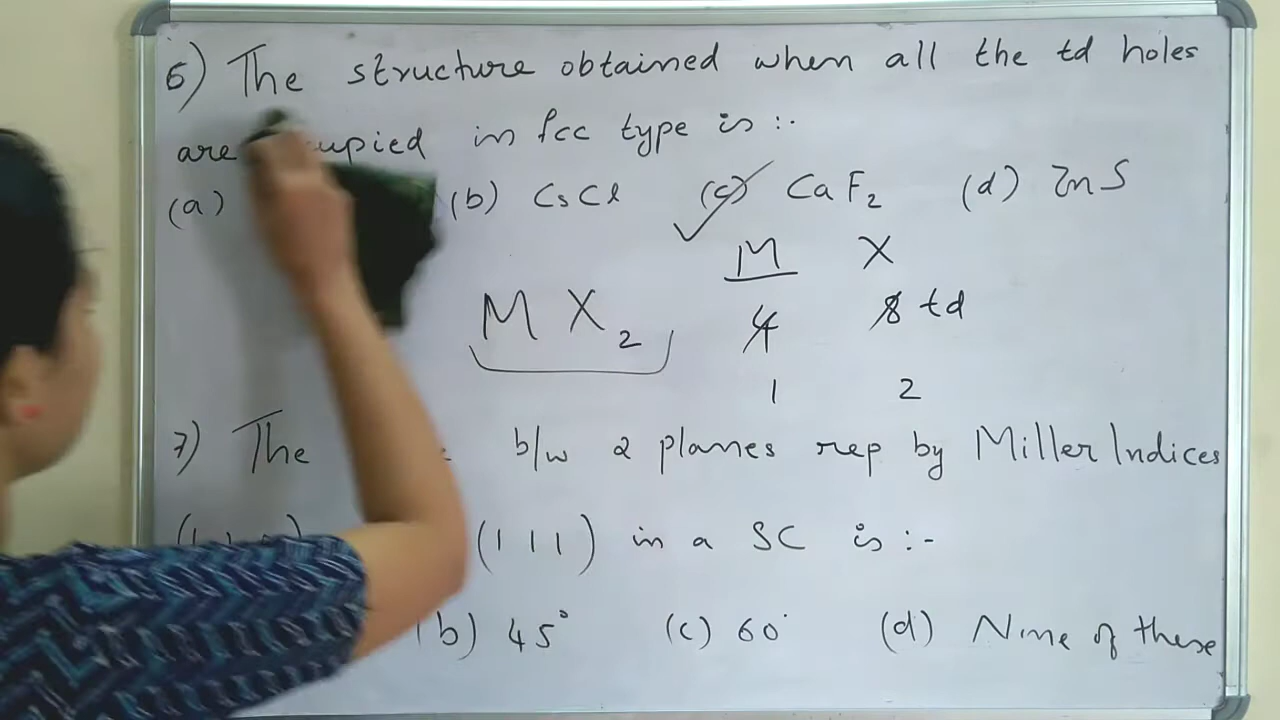 6) The structure obtained when all the td holes
are upied in fcc type is :.
(a) (b) CsCl (c) CaF2 (d) ZnS
M X
MX2 4 8 td
1 2
7) The b/w 2 planes rep by Miller Indices
(111) in a SC is :-
b) 45° (c) 60° (d) None of these